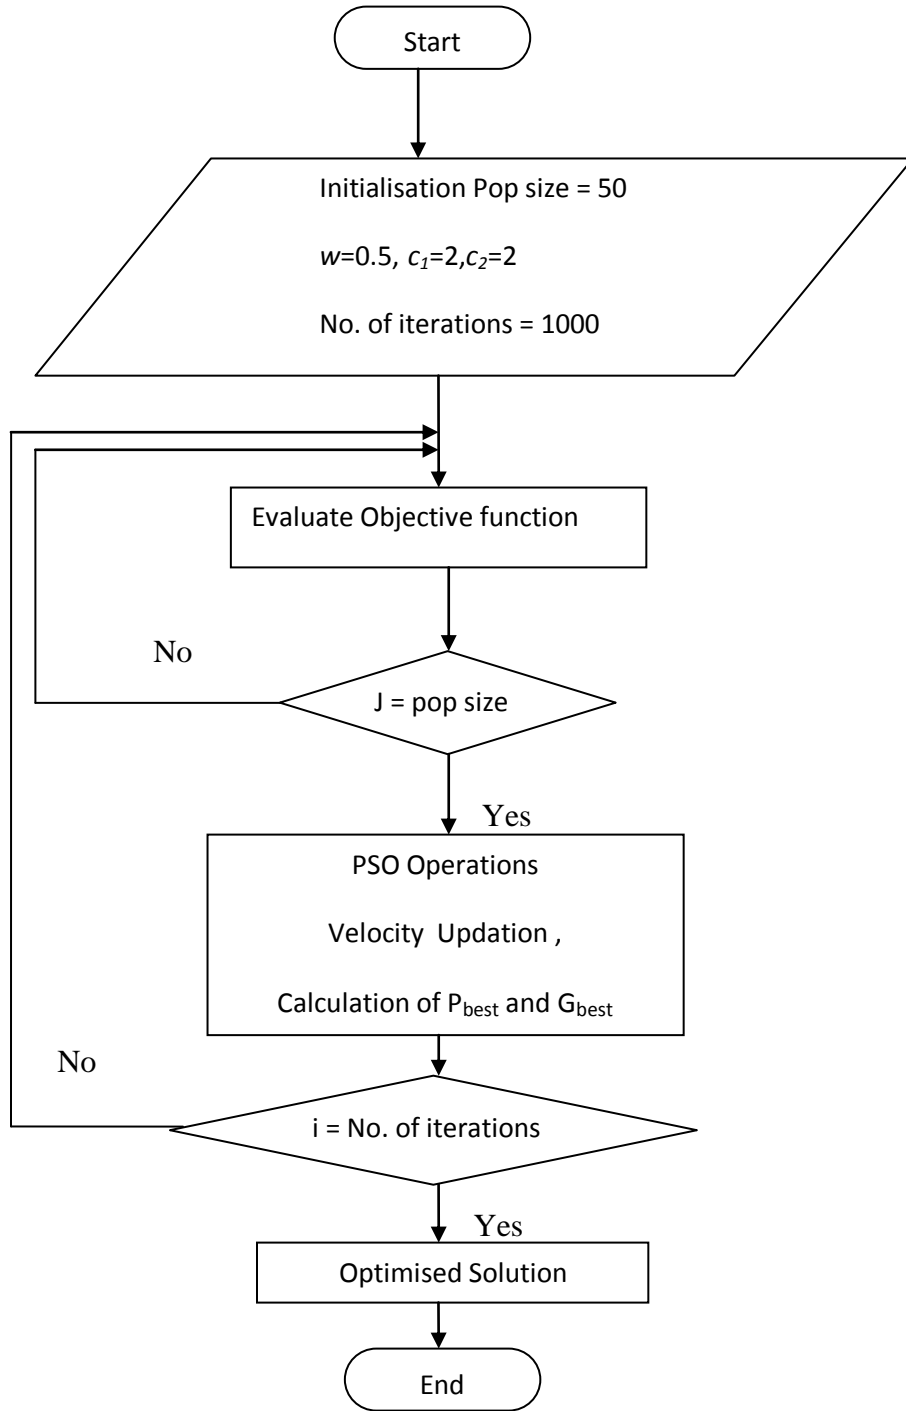 Start
Initialisation Pop size = 50
w=0.5, c₁=2,c₂=2
No. of iterations = 1000
Evaluate Objective function
No
J = pop size
Yes
PSO Operations
Velocity Updation ,
Calculation of Pbest and Gbest
No
i = No. of iterations
Yes
Optimised Solution
End